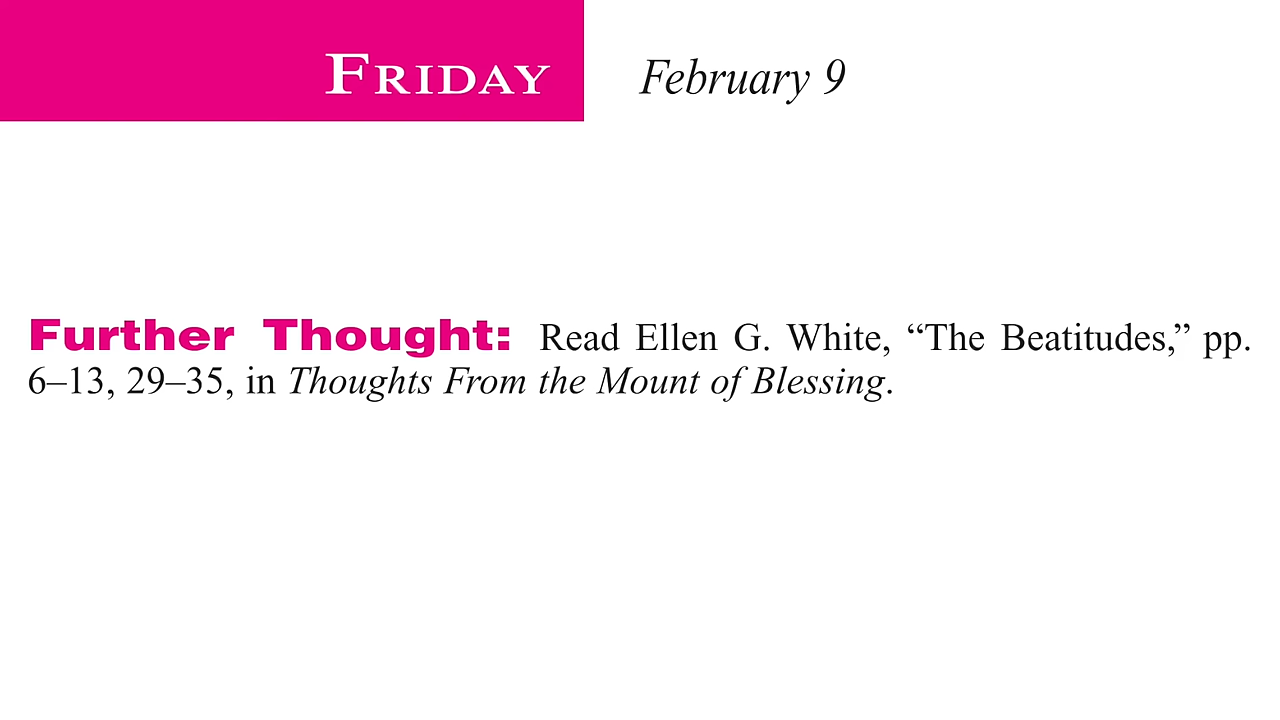 FRIDAY February 9
Further Thought: Read Ellen G. White, “The Beatitudes,” pp.
6–13, 29–35, in Thoughts From the Mount of Blessing.